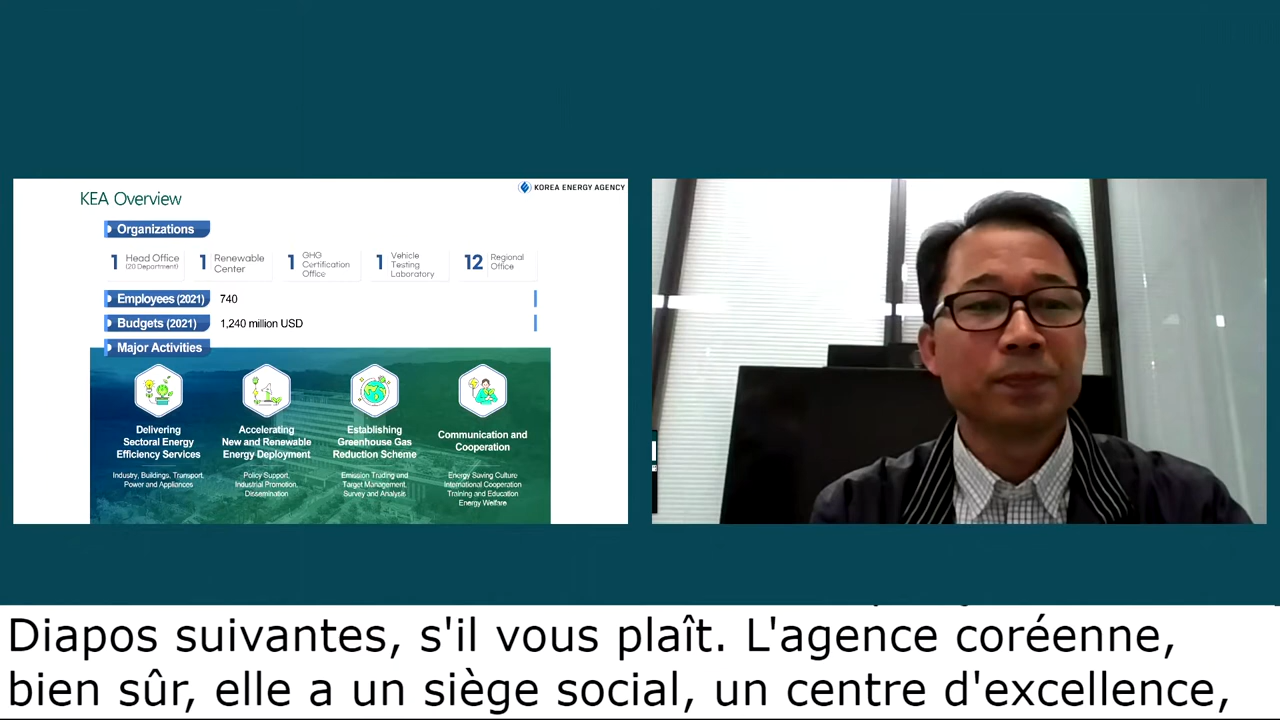 KEA Overview
KOREA ENERGY AGENCY
Organizations
1 Head Office
(20 Department)
1 Renewable
Center
1 GHG
Certification
Office
1 Vehicle
Testing
Laboratory
12 Regional
Office
Employees (2021) 740
Budgets (2021) 1,240 million USD
Major Activities
Delivering
Sectoral Energy
Efficiency Services
Industry, Buildings, Transport,
Power and Appliances
Accelerating
New and Renewable
Energy Deployment
Policy Support,
Industrial Promotion,
Dissemination
Establishing
Greenhouse Gas
Reduction Scheme
Emission Trading and
Target Management,
Survey and Analysis
Communication and
Cooperation
Energy Saving Culture
International Cooperation
Training and Education
Energy Welfare
Diapos suivantes, s'il vous plaît. L'agence coréenne,
bien sûr, elle a un siège social, un centre d'excellence,